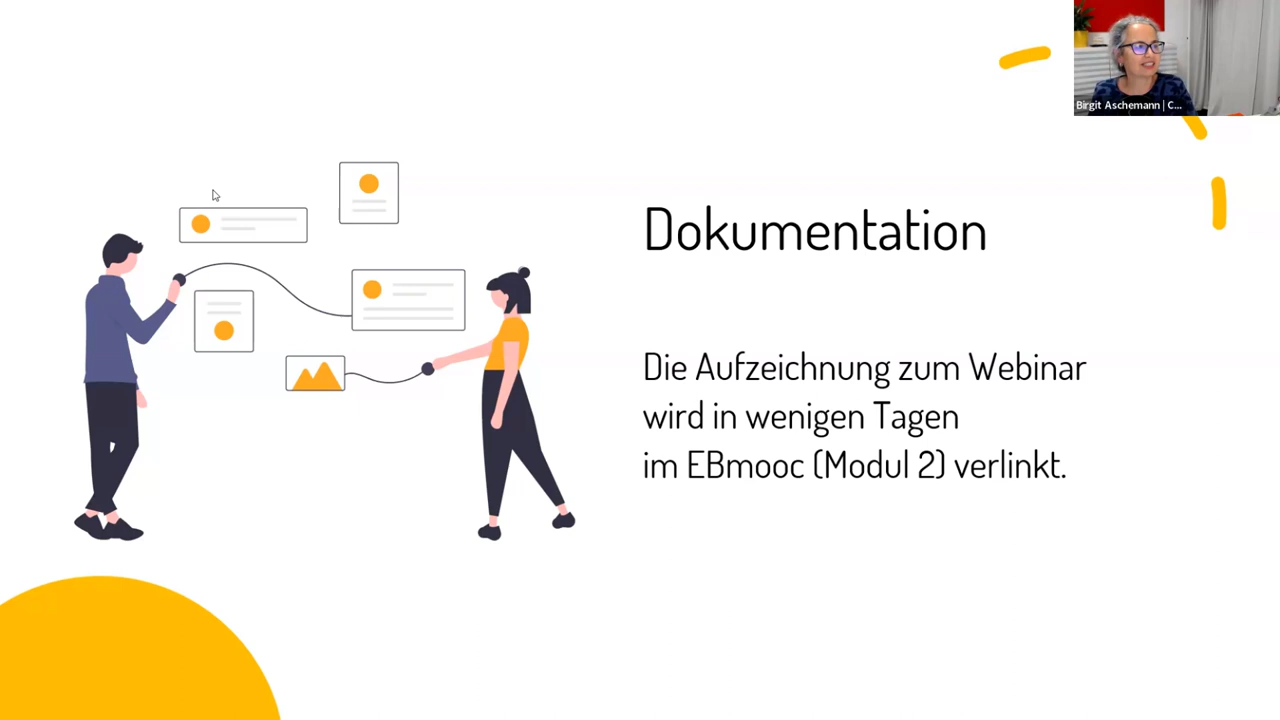 Birgit Aschemann | C...
Dokumentation
Die Aufzeichnung zum Webinar
wird in wenigen Tagen
im EBmooc (Modul 2) verlinkt.